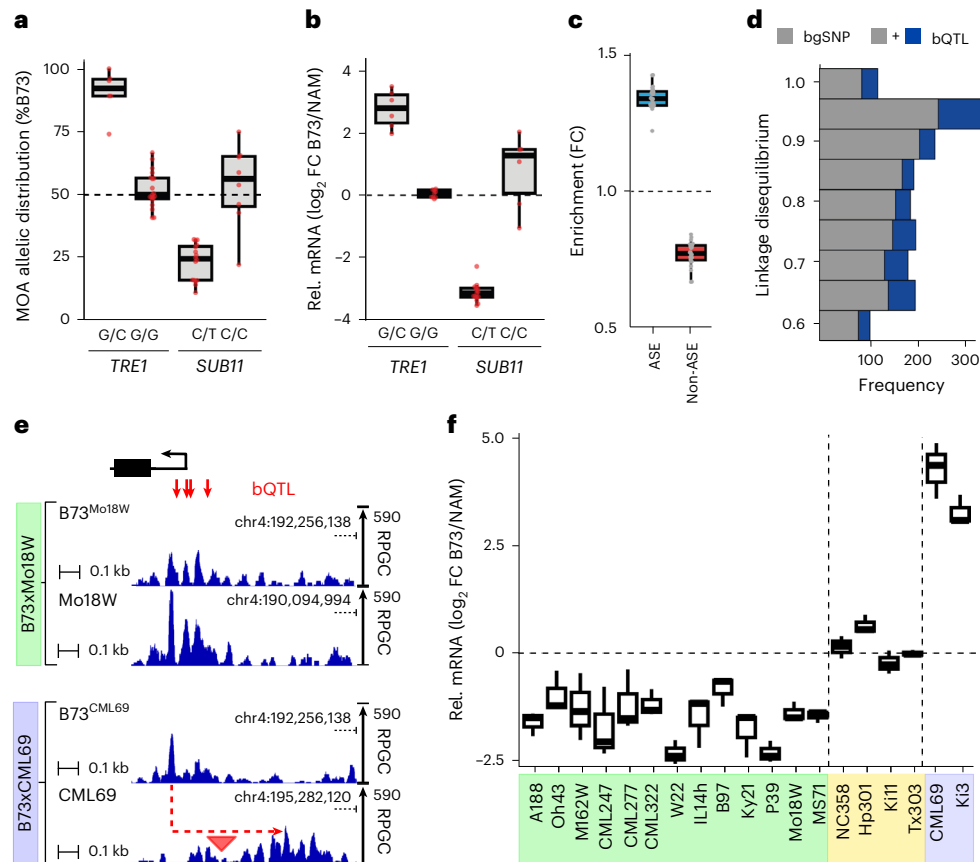 a
MOA allelic distribution (%B73)
100
75
50
25
0
G/C G/G
C/T C/C
TRE1
SUB11
b
Rel. mRNA (log2 FC B73/NAM)
4
2
0
−2
−4
G/C G/G
C/T C/C
TRE1
SUB11
c
Enrichment (FC)
1.5
1.0
0.5
ASE
Non-ASE
d
bgSNP
+
bQTL
Linkage disequilibrium
1.0
0.9
0.8
0.7
0.6
100
200
300
Frequency
e
bQTL
B73xMo18W
B73Mo18W
chr4:192,256,138
590
RPGC
0.1 kb
Mo18W
chr4:190,094,994
590
RPGC
0.1 kb
B73xCML69
B73CML69
chr4:192,256,138
590
RPGC
0.1 kb
CML69
chr4:195,282,120
590
RPGC
0.1 kb
f
Rel. mRNA (log2 FC B73/NAM)
5.0
2.5
0
−2.5
A188
Oh43
M162W
CML247
CML277
CML322
W22
IL14h
B97
Ky21
P39
Mo18W
MS71
NC358
Hp301
Ki11
Tx303
CML69
Ki3